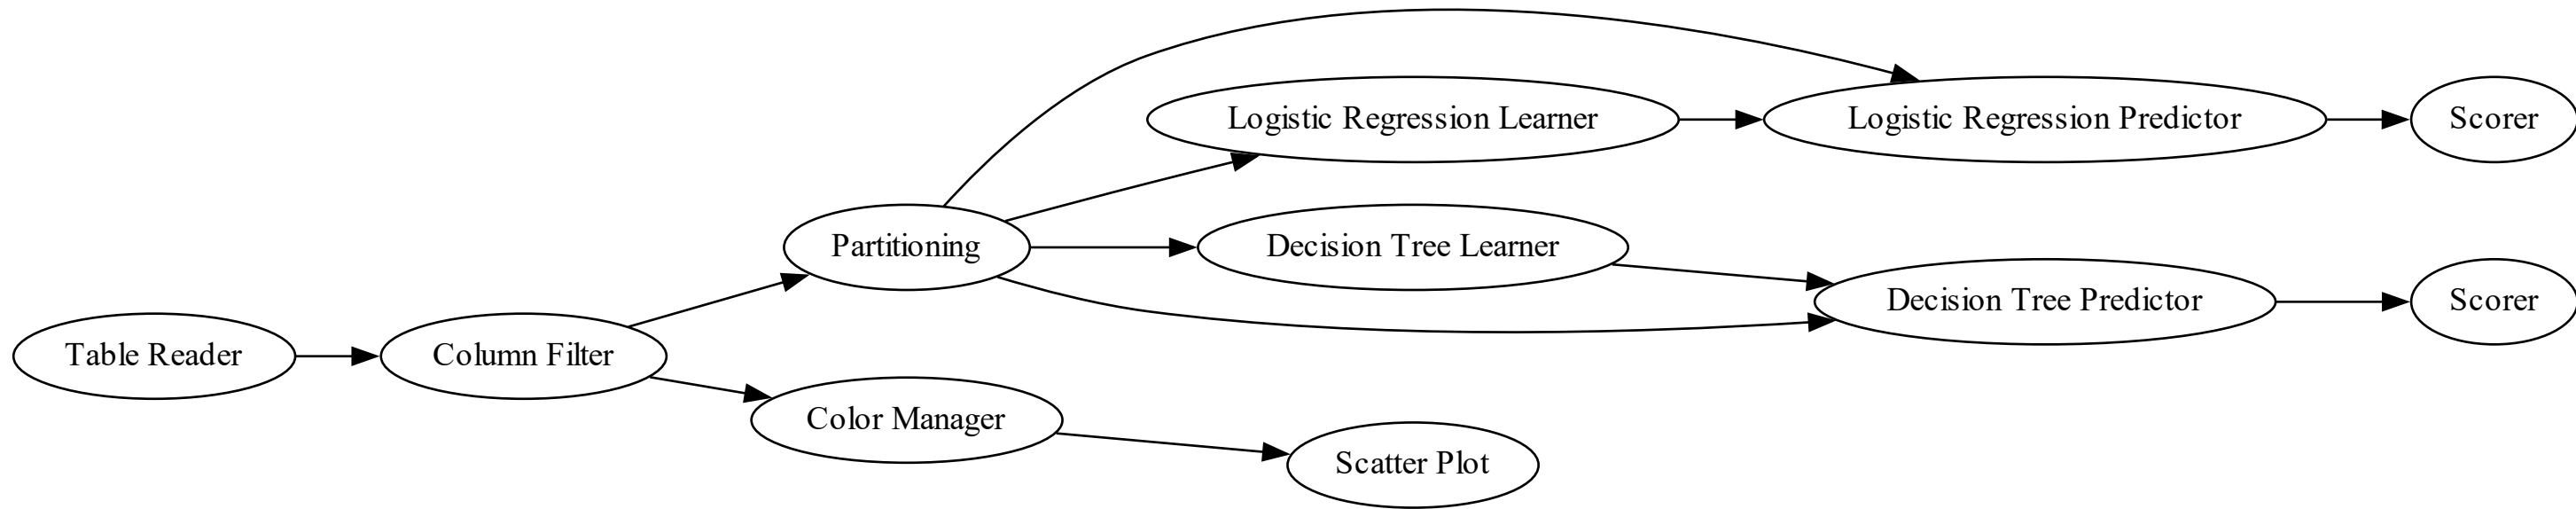 Table Reader
Column Filter
Partitioning
Color Manager
Logistic Regression Learner
Decision Tree Learner
Scatter Plot
Logistic Regression Predictor
Decision Tree Predictor
Scorer
Scorer